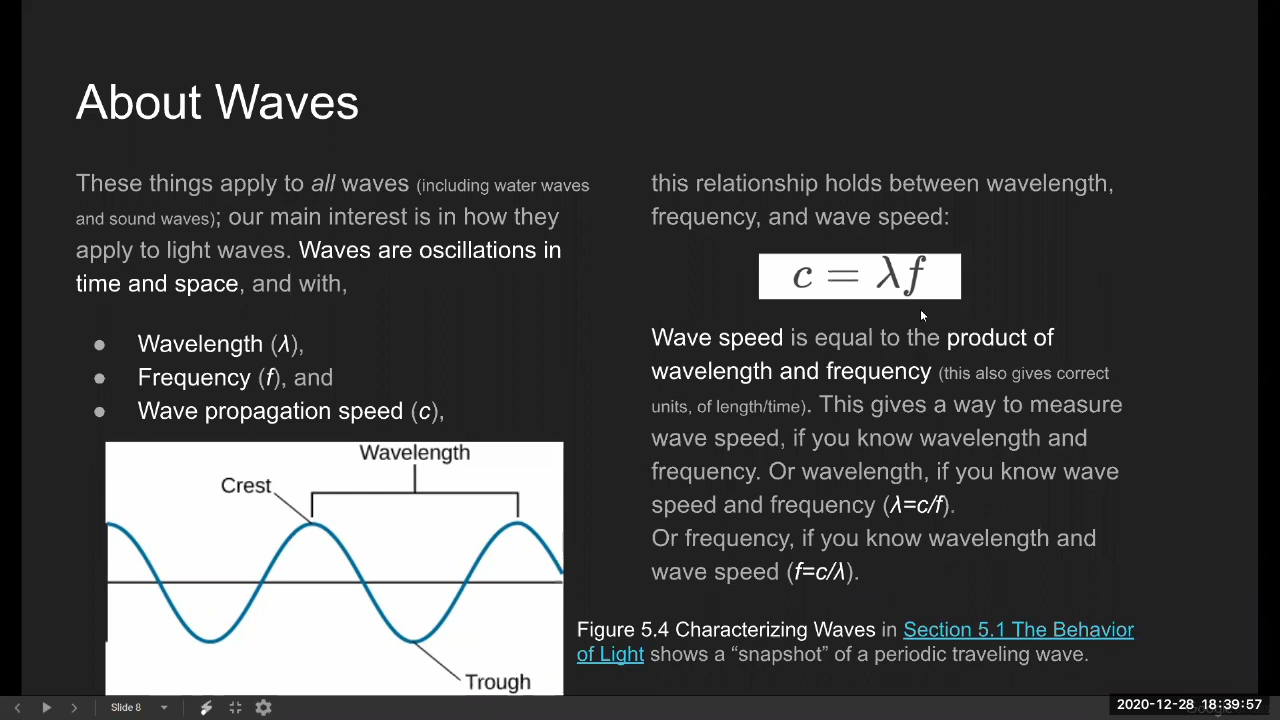 About Waves
These things apply to all waves (including water waves
and sound waves); our main interest is in how they
apply to light waves. Waves are oscillations in
time and space, and with,
● Wavelength (λ),
● Frequency (f), and
● Wave propagation speed (c),
Wavelength
Crest
Trough
this relationship holds between wavelength,
frequency, and wave speed:
c = λf
Wave speed is equal to the product of
wavelength and frequency (this also gives correct
units, of length/time). This gives a way to measure
wave speed, if you know wavelength and
frequency. Or wavelength, if you know wave
speed and frequency (λ=c/f).
Or frequency, if you know wavelength and
wave speed (f=c/λ).
Figure 5.4 Characterizing Waves in Section 5.1 The Behavior
of Light shows a “snapshot” of a periodic traveling wave.
Slide 8
2020-12-28 18:39:57